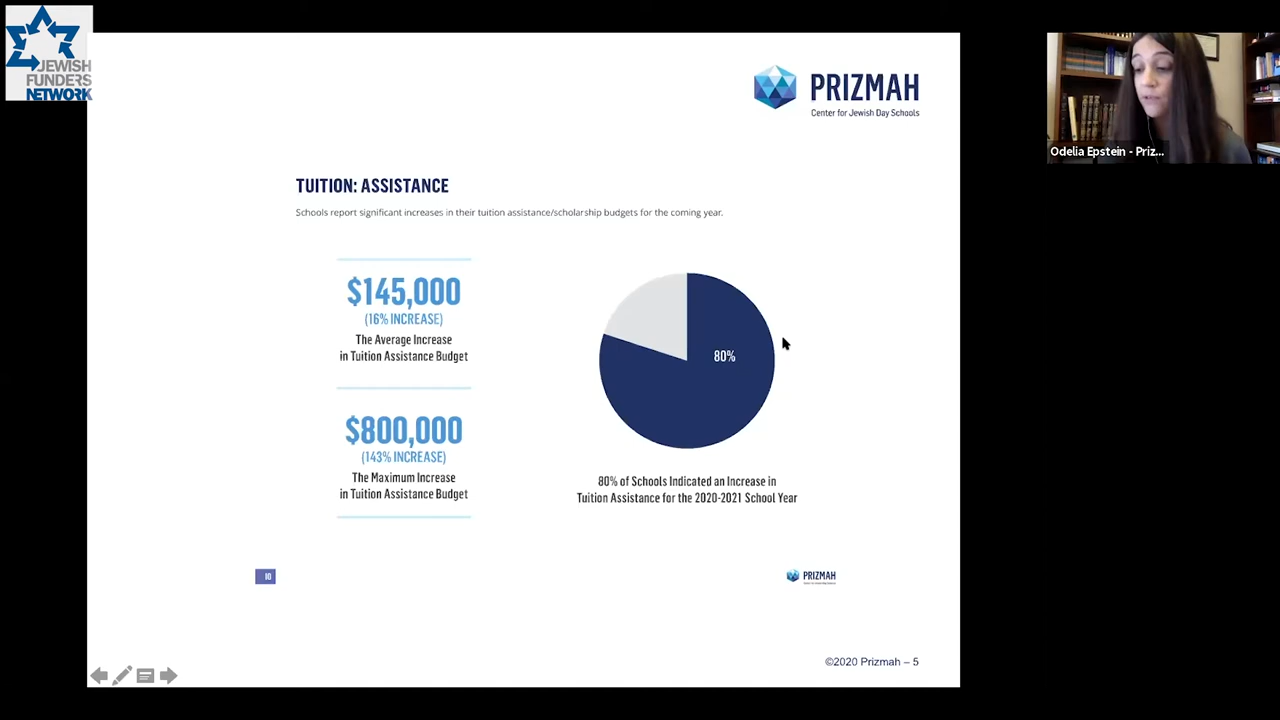 JEWISH
FUNDERS
NETWORK
PRIZMAH
Center for Jewish Day Schools
Odelia Epstein - Priz...
TUITION: ASSISTANCE
Schools report significant increases in their tuition assistance/scholarship budgets for the coming year.
$145,000
(16% INCREASE)
The Average Increase
in Tuition Assistance Budget
$800,000
(143% INCREASE)
The Maximum Increase
in Tuition Assistance Budget
80%
80% of Schools Indicated an Increase in
Tuition Assistance for the 2020-2021 School Year
10
PRIZMAH
©2020 Prizmah – 5